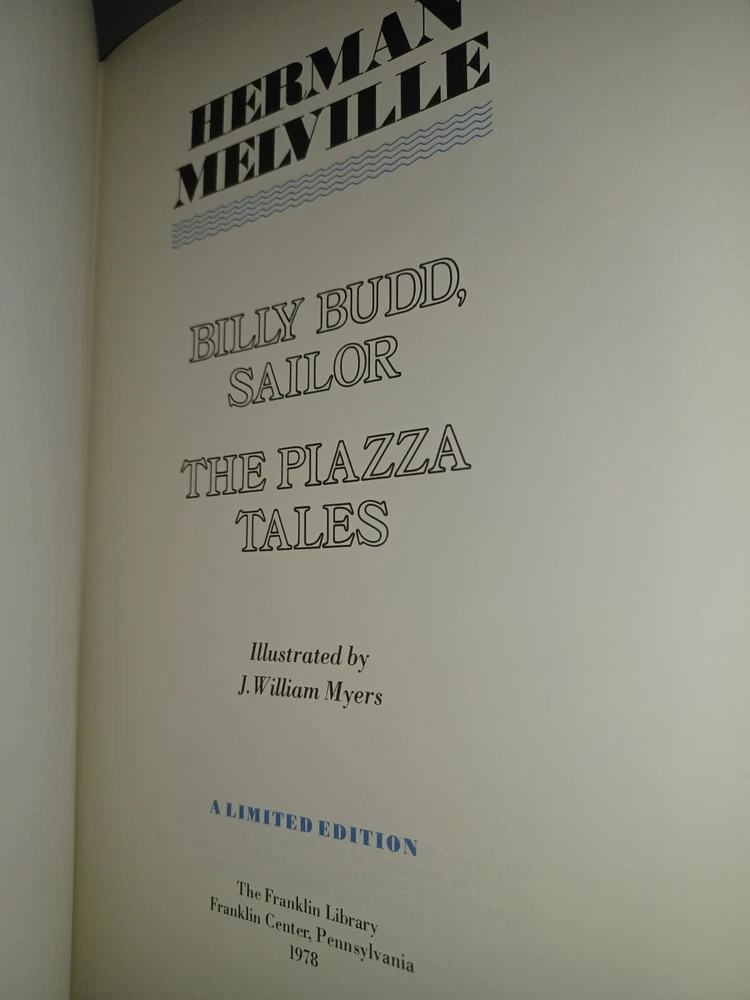 HERMAN
MELVILLE
BILLY BUDD,
SAILOR
THE PIAZZA
TALES
Illustrated by
J. William Myers
A LIMITED EDITION
The Franklin Library
Franklin Center, Pennsylvania
1978